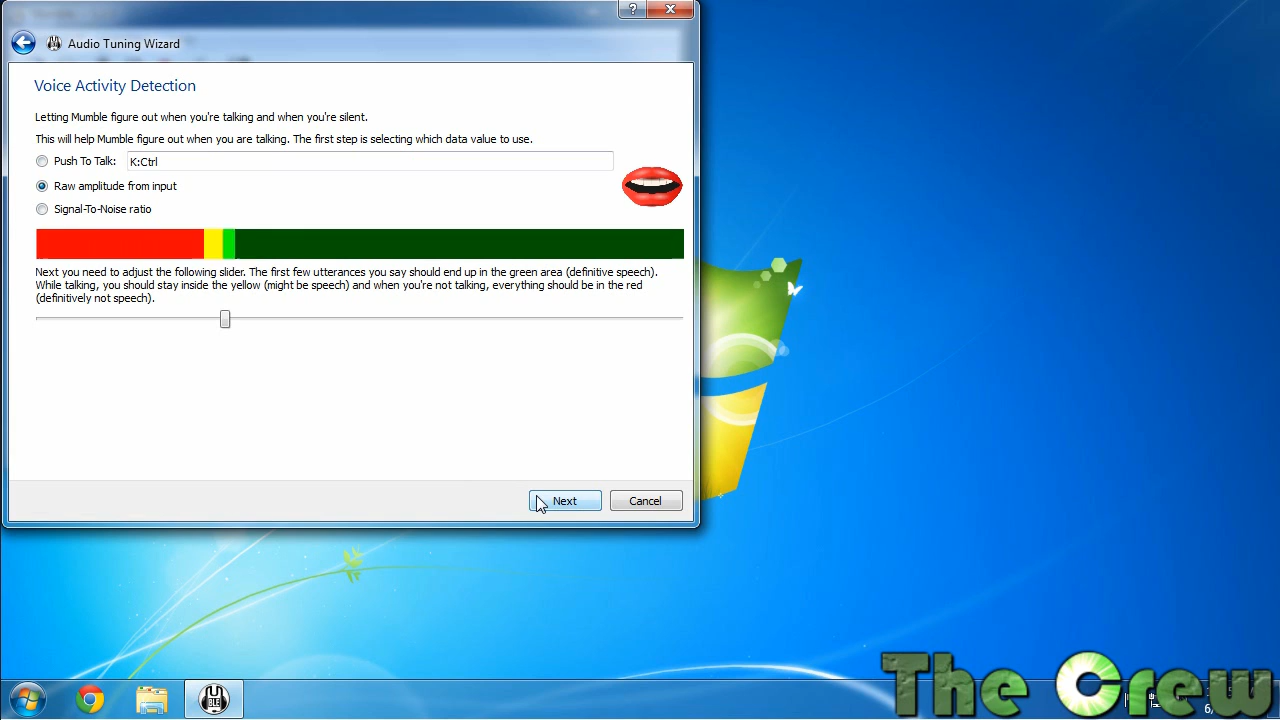 ?
Audio Tuning Wizard
Voice Activity Detection
Letting Mumble figure out when you're talking and when you're silent.
This will help Mumble figure out when you are talking. The first step is selecting which data value to use.
Push To Talk: K:Ctrl
Raw amplitude from input
Signal-To-Noise ratio
Next you need to adjust the following slider. The first few utterances you say should end up in the green area (definitive speech).
While talking, you should stay inside the yellow (might be speech) and when you're not talking, everything should be in the red
(definitively not speech).
Next Cancel
The Crew